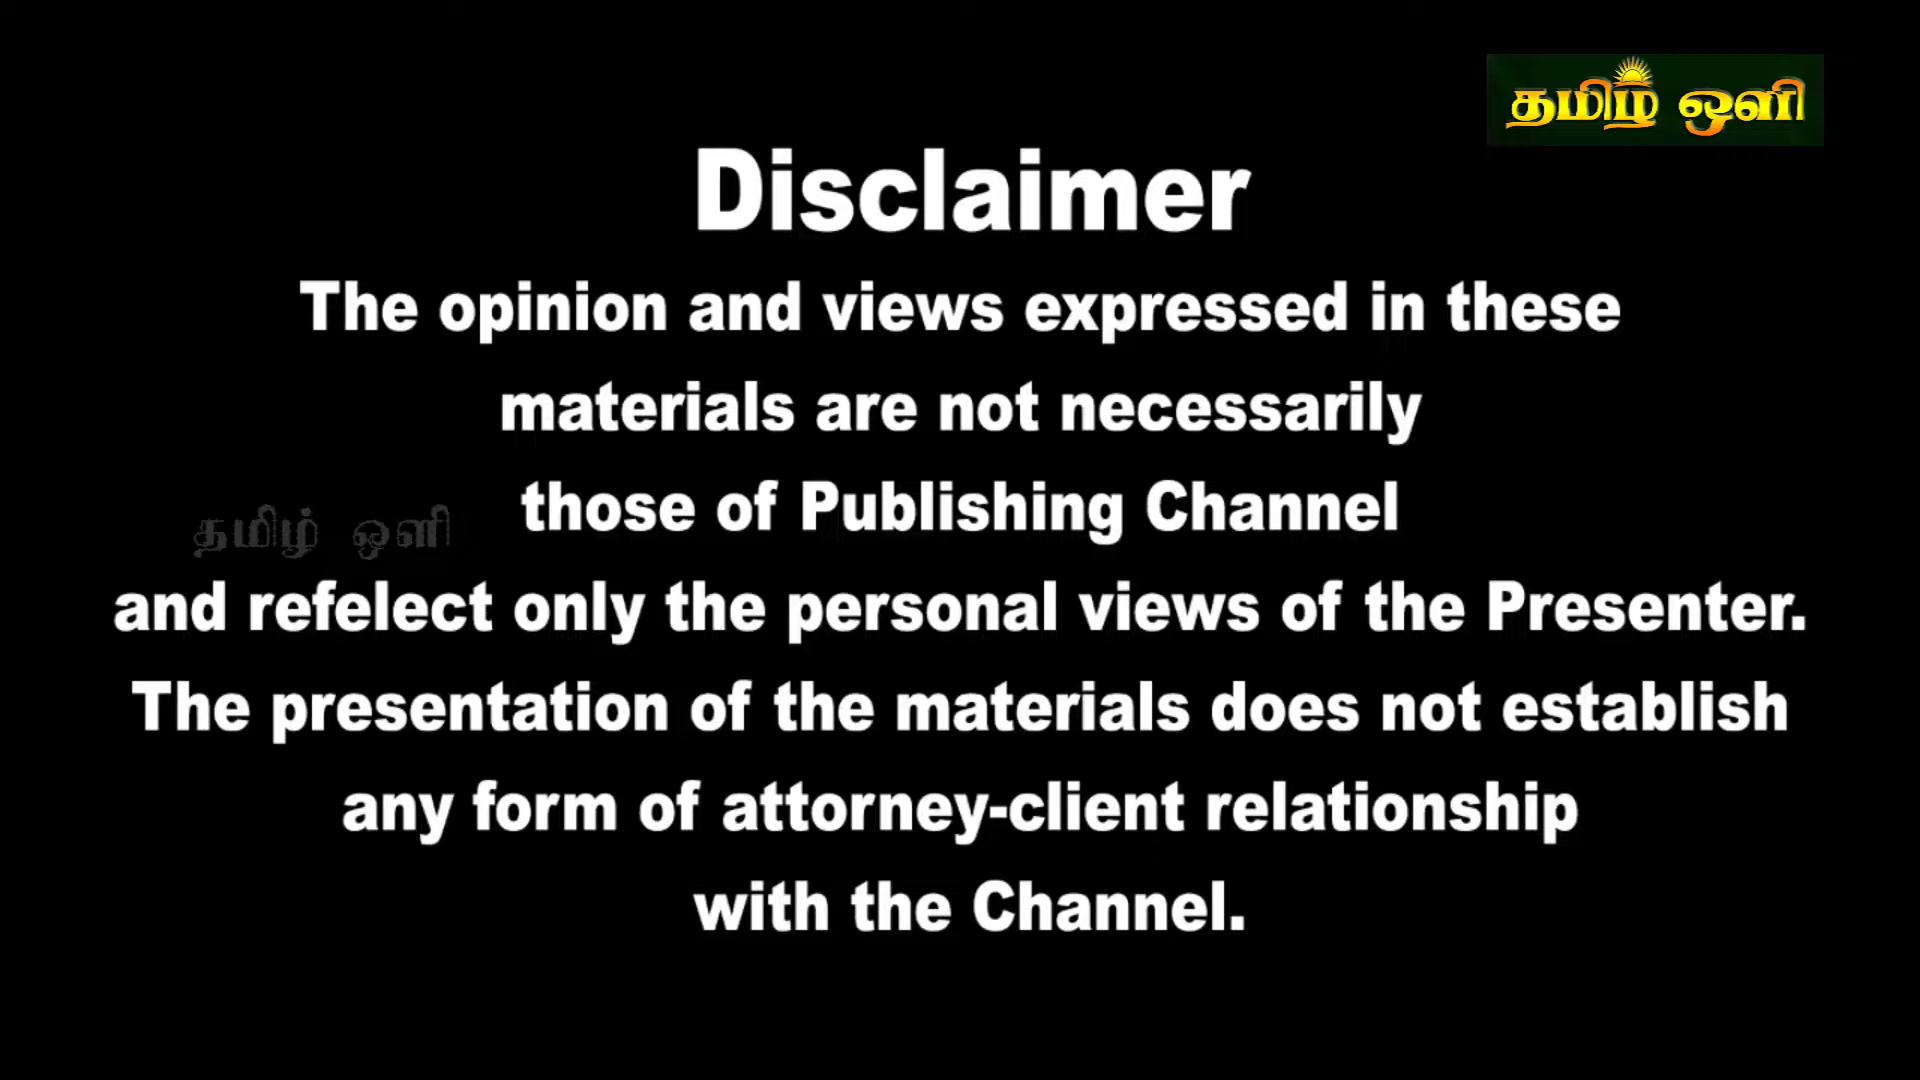 தமிழ் ஒளி
Disclaimer
The opinion and views expressed in these
materials are not necessarily
those of Publishing Channel
தமிழ் ஒளி
and refelect only the personal views of the Presenter.
The presentation of the materials does not establish
any form of attorney-client relationship
with the Channel.